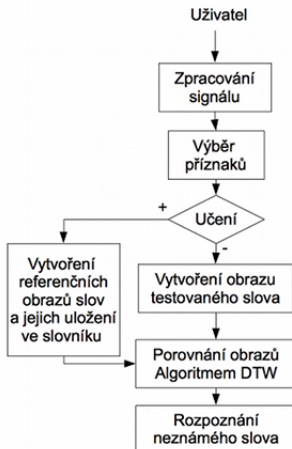 Uživatel
Zpracování
signálu
Výběr
příznaků
+
Učení
-
Vytvoření
referenčních
obrazů slov
a jejich uložení
ve slovníku
Vytvoření obrazu
testovaného slova
Porovnání obrazů
Algoritmem DTW
Rozpoznání
neznámého slova